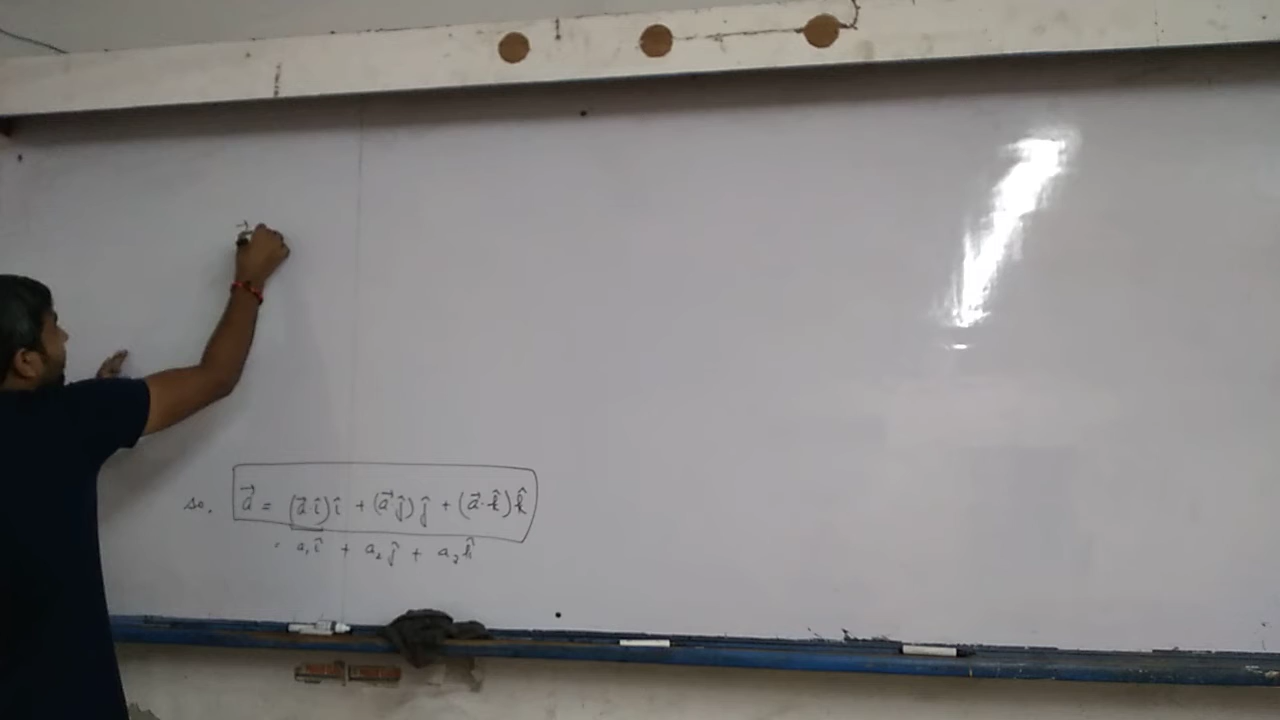 so, a⃗ = (a⃗·î)î + (a⃗·ĵ)ĵ + (a⃗·k̂)k̂
= a₁î + a₂ĵ + a₃k̂